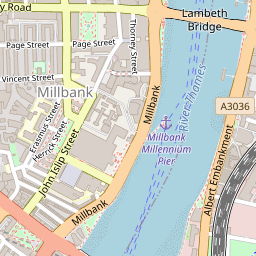 Lambeth
Bridge
y Road
Page Street
Page Street
Thorney Street
Vincent Street
Millbank
Millbank
River Thames
A3036
Erasmus Street
Herrick Street
John Islip Street
Millbank
Millennium
Pier
Albert Embankment
Millbank